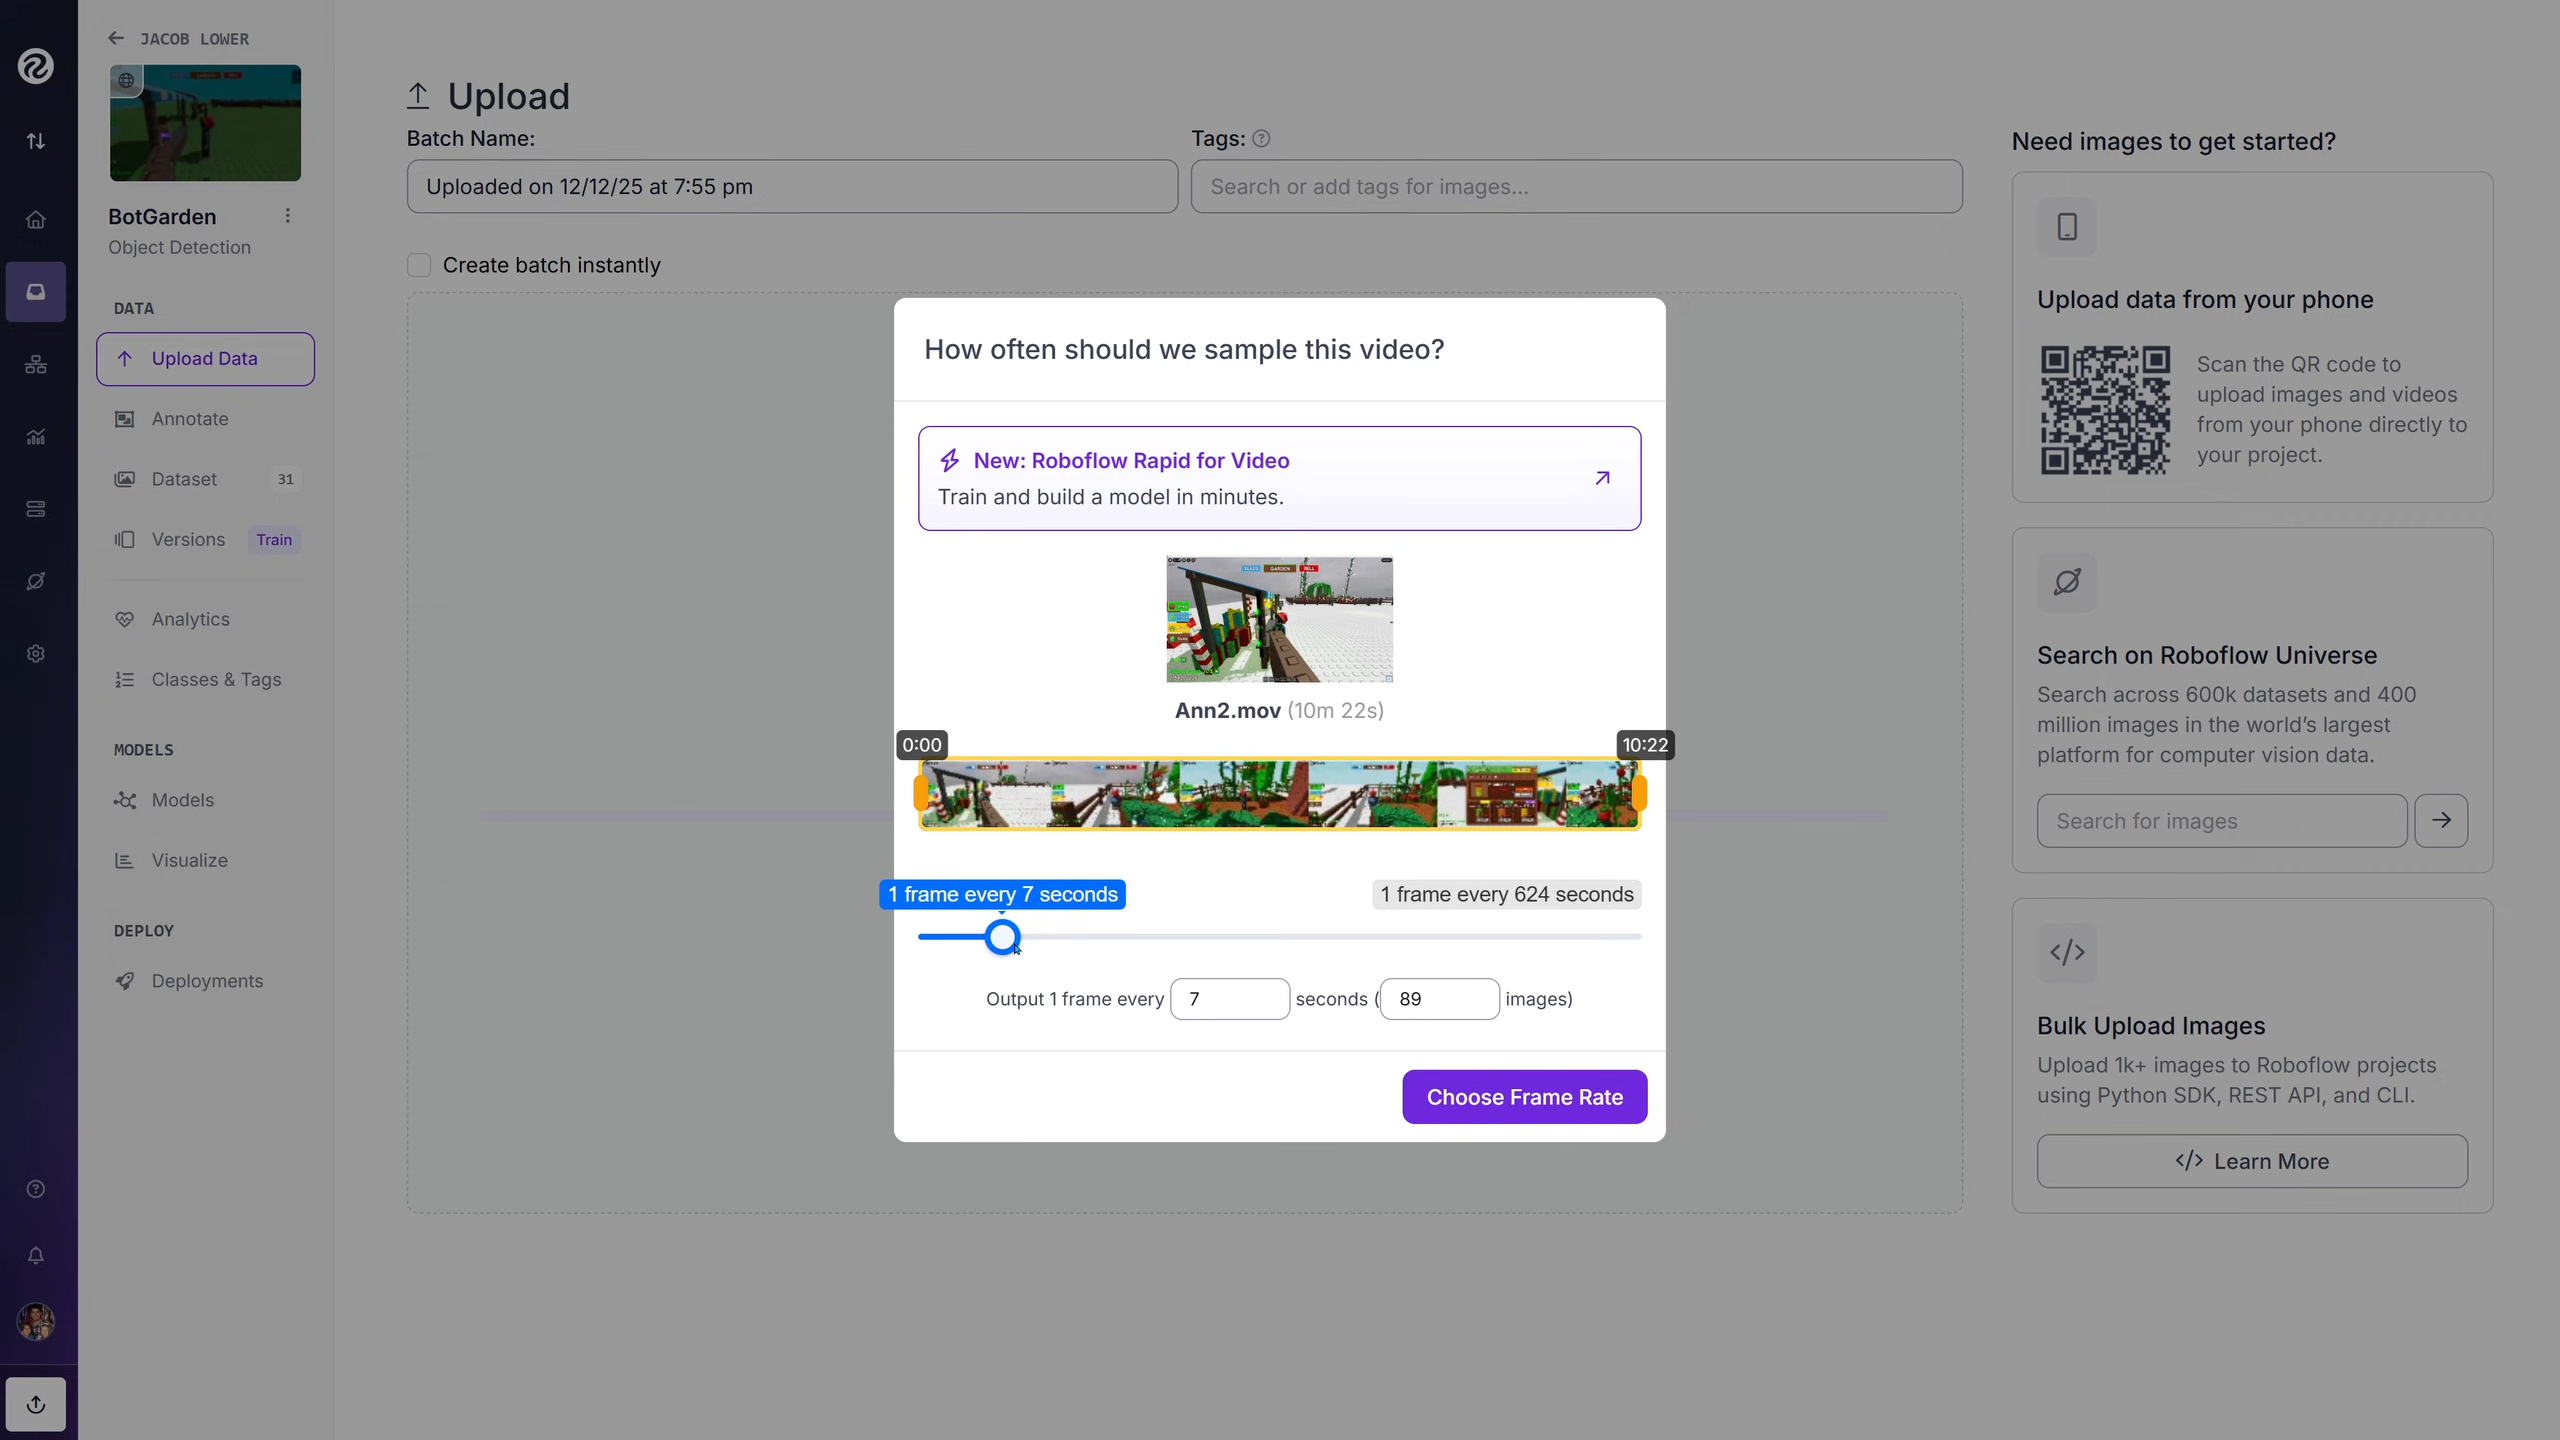 JACOB LOWER
BotGarden
Object Detection
DATA
Upload Data
Annotate
Dataset 31
Versions Train
Analytics
Classes & Tags
MODELS
Models
Visualize
DEPLOY
Deployments
Upload
Batch Name:
Uploaded on 12/12/25 at 7:55 pm
Tags:
Search or add tags for images...
Create batch instantly
How often should we sample this video?
New: Roboflow Rapid for Video
Train and build a model in minutes.
GARDEN SELL
Ann2.mov (10m 22s)
0:00 10:22
1 frame every 7 seconds 1 frame every 624 seconds
Output 1 frame every 7 seconds ( 89 images)
Choose Frame Rate
Need images to get started?
Upload data from your phone
Scan the QR code to
upload images and videos
from your phone directly to
your project.
Search on Roboflow Universe
Search across 600k datasets and 400
million images in the world's largest
platform for computer vision data.
Search for images
Bulk Upload Images
Upload 1k+ images to Roboflow projects
using Python SDK, REST API, and CLI.
</> Learn More